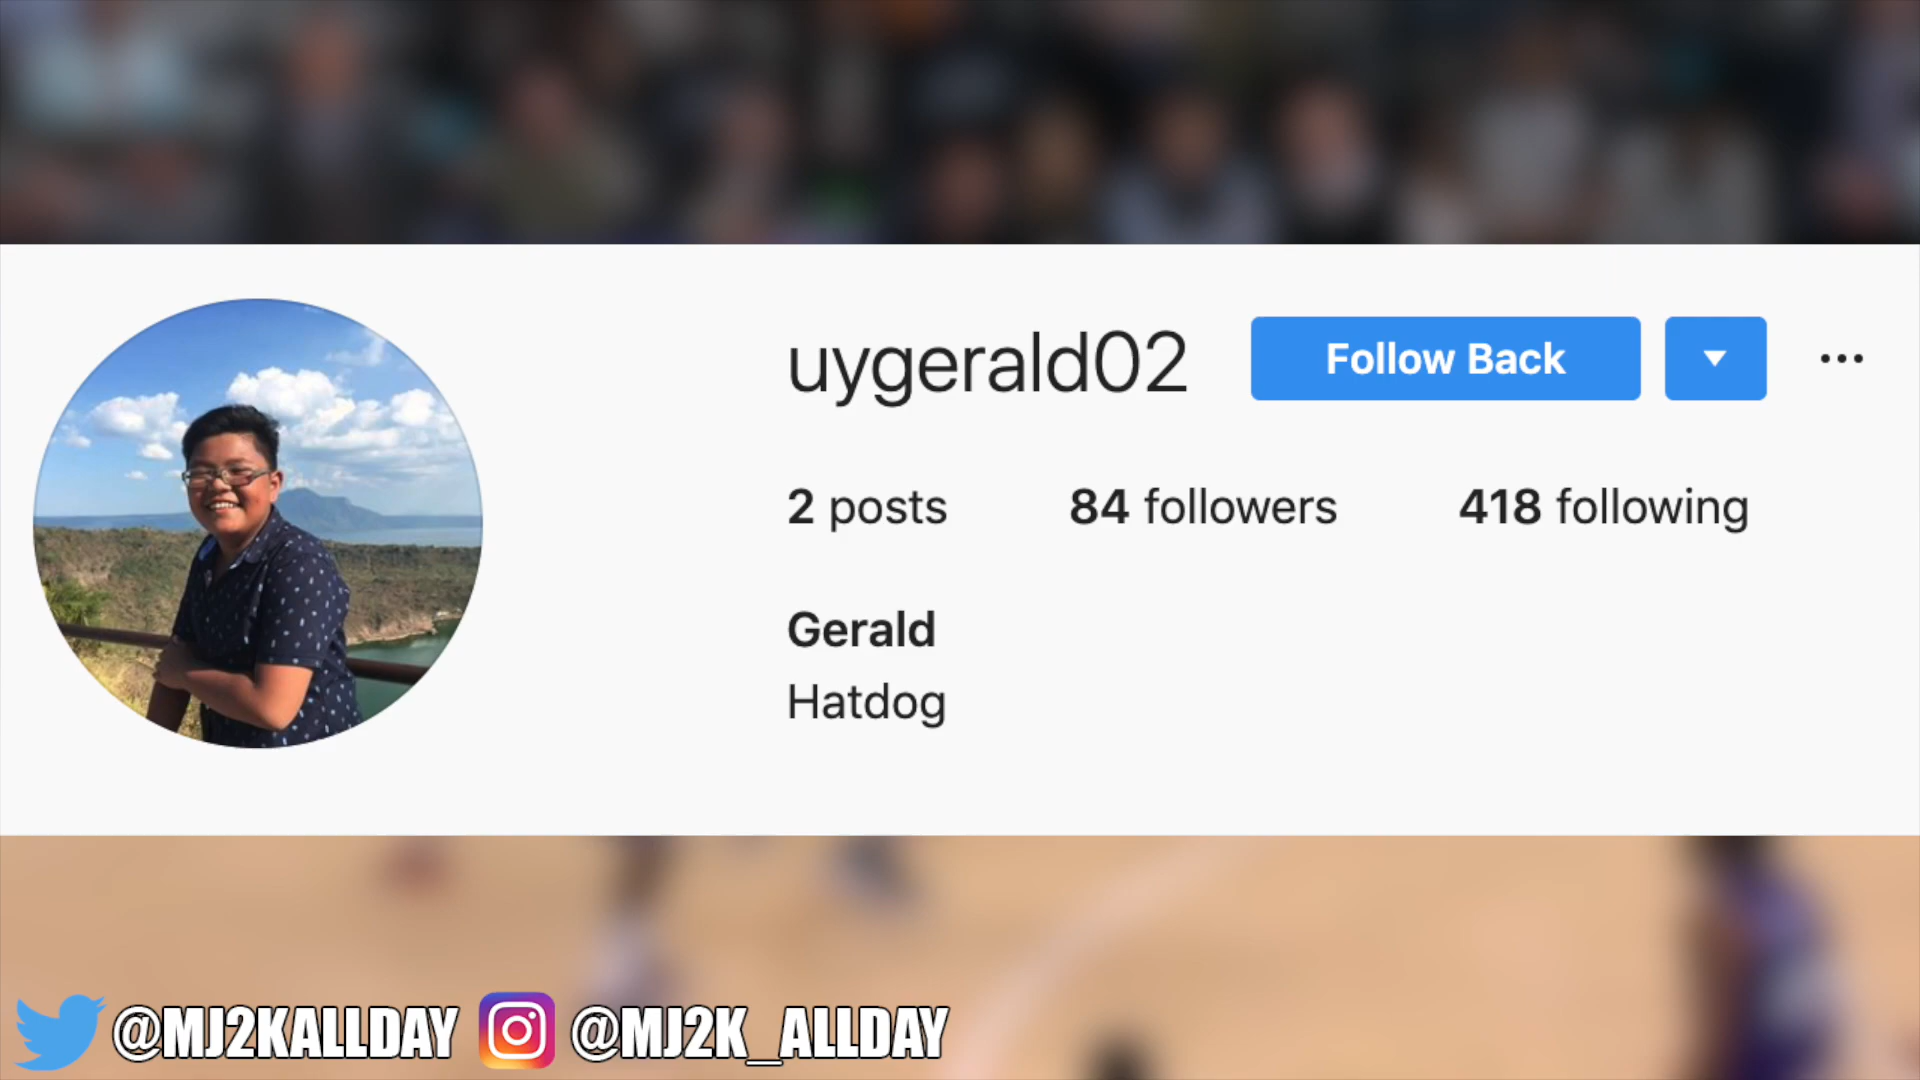 uygerald02 Follow Back
2 posts 84 followers 418 following
Gerald
Hatdog
@MJ2KALLDAY @MJ2K_ALLDAY